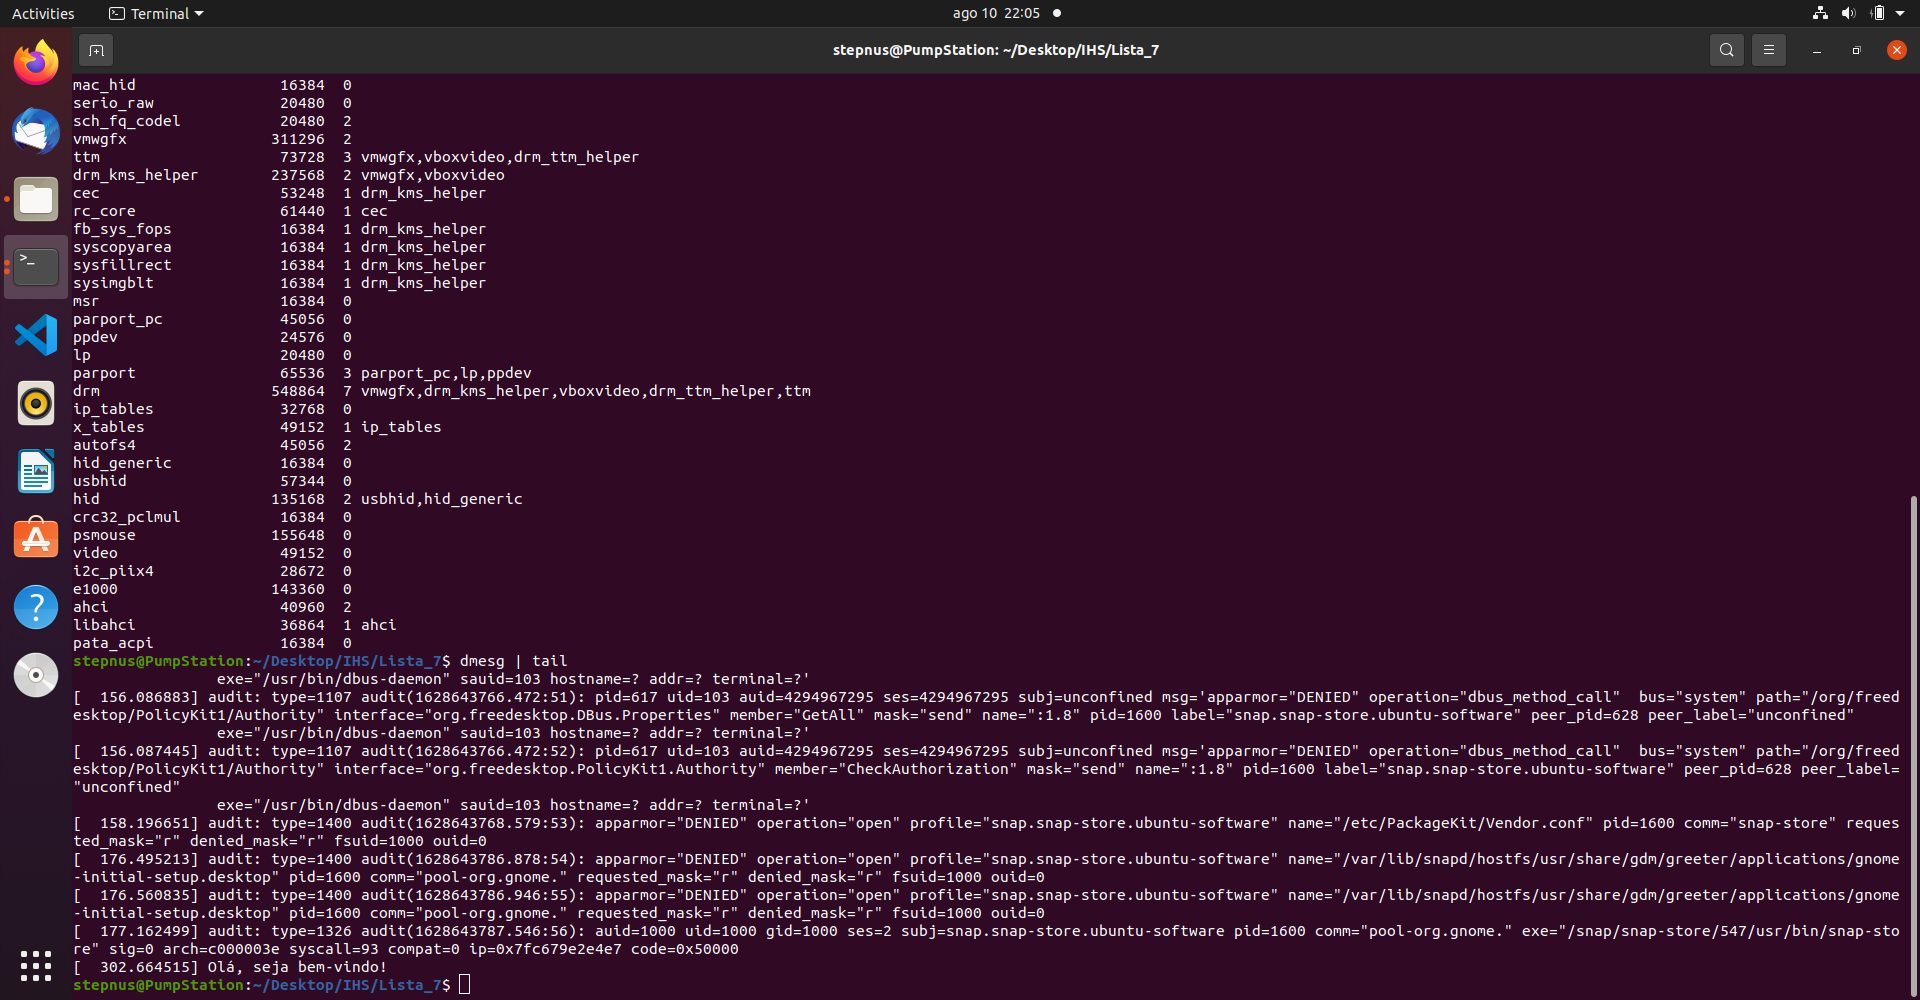 Activities
Terminal
ago 10 22:05
stepnus@PumpStation: ~/Desktop/IHS/Lista_7
mac_hid 16384 0
serio_raw 20480 0
sch_fq_codel 20480 2
vmwgfx 311296 2
ttm 73728 3 vmwgfx,vboxvideo,drm_ttm_helper
drm_kms_helper 237568 2 vmwgfx,vboxvideo
cec 53248 1 drm_kms_helper
rc_core 61440 1 cec
fb_sys_fops 16384 1 drm_kms_helper
syscopyarea 16384 1 drm_kms_helper
sysfillrect 16384 1 drm_kms_helper
sysimgblt 16384 1 drm_kms_helper
msr 16384 0
parport_pc 45056 0
ppdev 24576 0
lp 20480 0
parport 65536 3 parport_pc,lp,ppdev
drm 548864 7 vmwgfx,drm_kms_helper,vboxvideo,drm_ttm_helper,ttm
ip_tables 32768 0
x_tables 49152 1 ip_tables
autofs4 45056 2
hid_generic 16384 0
usbhid 57344 0
hid 135168 2 usbhid,hid_generic
crc32_pclmul 16384 0
psmouse 155648 0
video 49152 0
i2c_piix4 28672 0
e1000 143360 0
ahci 40960 2
libahci 36864 1 ahci
pata_acpi 16384 0
stepnus@PumpStation:~/Desktop/IHS/Lista_7$ dmesg | tail
exe="/usr/bin/dbus-daemon" sauid=103 hostname=? addr=? terminal=?'
[  156.086883] audit: type=1107 audit(1628643766.472:51): pid=617 uid=103 auid=4294967295 ses=4294967295 subj=unconfined msg='apparmor="DENIED" operation="dbus_method_call"  bus="system" path="/org/freed
esktop/PolicyKit1/Authority" interface="org.freedesktop.DBus.Properties" member="GetAll" mask="send" name=":1.8" pid=1600 label="snap.snap-store.ubuntu-software" peer_pid=628 peer_label="unconfined"
exe="/usr/bin/dbus-daemon" sauid=103 hostname=? addr=? terminal=?'
[  156.087445] audit: type=1107 audit(1628643766.472:52): pid=617 uid=103 auid=4294967295 ses=4294967295 subj=unconfined msg='apparmor="DENIED" operation="dbus_method_call"  bus="system" path="/org/freed
esktop/PolicyKit1/Authority" interface="org.freedesktop.PolicyKit1.Authority" member="CheckAuthorization" mask="send" name=":1.8" pid=1600 label="snap.snap-store.ubuntu-software" peer_pid=628 peer_label=
"unconfined"
exe="/usr/bin/dbus-daemon" sauid=103 hostname=? addr=? terminal=?'
[  158.196651] audit: type=1400 audit(1628643768.579:53): apparmor="DENIED" operation="open" profile="snap.snap-store.ubuntu-software" name="/etc/PackageKit/Vendor.conf" pid=1600 comm="snap-store" reques
ted_mask="r" denied_mask="r" fsuid=1000 ouid=0
[  176.495213] audit: type=1400 audit(1628643786.878:54): apparmor="DENIED" operation="open" profile="snap.snap-store.ubuntu-software" name="/var/lib/snapd/hostfs/usr/share/gdm/greeter/applications/gnome
-initial-setup.desktop" pid=1600 comm="pool-org.gnome." requested_mask="r" denied_mask="r" fsuid=1000 ouid=0
[  176.560835] audit: type=1400 audit(1628643786.946:55): apparmor="DENIED" operation="open" profile="snap.snap-store.ubuntu-software" name="/var/lib/snapd/hostfs/usr/share/gdm/greeter/applications/gnome
-initial-setup.desktop" pid=1600 comm="pool-org.gnome." requested_mask="r" denied_mask="r" fsuid=1000 ouid=0
[  177.162499] audit: type=1326 audit(1628643787.546:56): auid=1000 uid=1000 gid=1000 ses=2 subj=snap.snap-store.ubuntu-software pid=1600 comm="pool-org.gnome." exe="/snap/snap-store/547/usr/bin/snap-sto
re" sig=0 arch=c000003e syscall=93 compat=0 ip=0x7fc679e2e4e7 code=0x50000
[  302.664515] Olá, seja bem-vindo!
stepnus@PumpStation:~/Desktop/IHS/Lista_7$